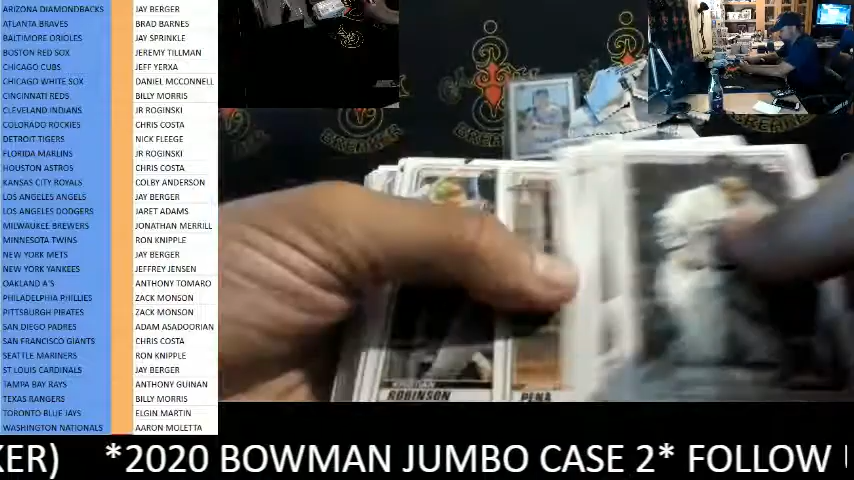 ARIZONA DIAMONDBACKS JAY BERGER
ATLANTA BRAVES BRAD BARNES
BALTIMORE ORIOLES JAY SPRINKLE
BOSTON RED SOX JEREMY TILLMAN
CHICAGO CUBS JEFF YERXA
CHICAGO WHITE SOX DANIEL MCCONNELL
CINCINNATI REDS BILLY MORRIS
CLEVELAND INDIANS JR ROGINSKI
COLORADO ROCKIES CHRIS COSTA
DETROIT TIGERS NICK FLEEGE
FLORIDA MARLINS JR ROGINSKI
HOUSTON ASTROS CHRIS COSTA
KANSAS CITY ROYALS COLBY ANDERSON
LOS ANGELES ANGELS JAY BERGER
LOS ANGELES DODGERS JARET ADAMS
MILWAUKEE BREWERS JONATHAN MERRILL
MINNESOTA TWINS RON KNIPPLE
NEW YORK METS JAY BERGER
NEW YORK YANKEES JEFFREY JENSEN
OAKLAND A'S ANTHONY TOMARO
PHILADELPHIA PHILLIES ZACK MONSON
PITTSBURGH PIRATES ZACK MONSON
SAN DIEGO PADRES ADAM ASADOORIAN
SAN FRANCISCO GIANTS CHRIS COSTA
SEATTLE MARINERS RON KNIPPLE
ST LOUIS CARDINALS JAY BERGER
TAMPA BAY RAYS ANTHONY GUINAN
TEXAS RANGERS BILLY MORRIS
TORONTO BLUE JAYS ELGIN MARTIN
WASHINGTON NATIONALS AARON MOLETTA
ROBINSON
PENA
KER) *2020 BOWMAN JUMBO CASE 2* FOLLOW